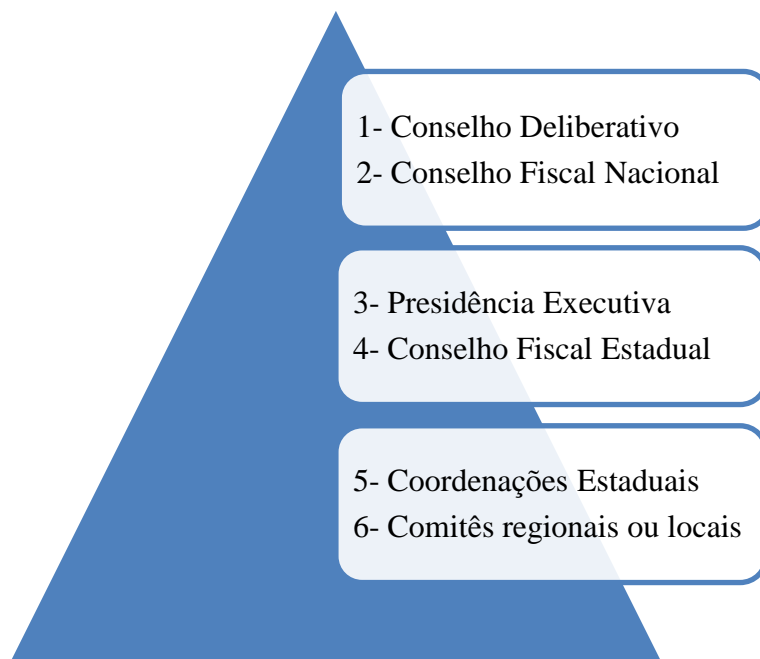 1- Conselho Deliberativo
2- Conselho Fiscal Nacional
3- Presidência Executiva
4- Conselho Fiscal Estadual
5- Coordenações Estaduais
6- Comitês regionais ou locais